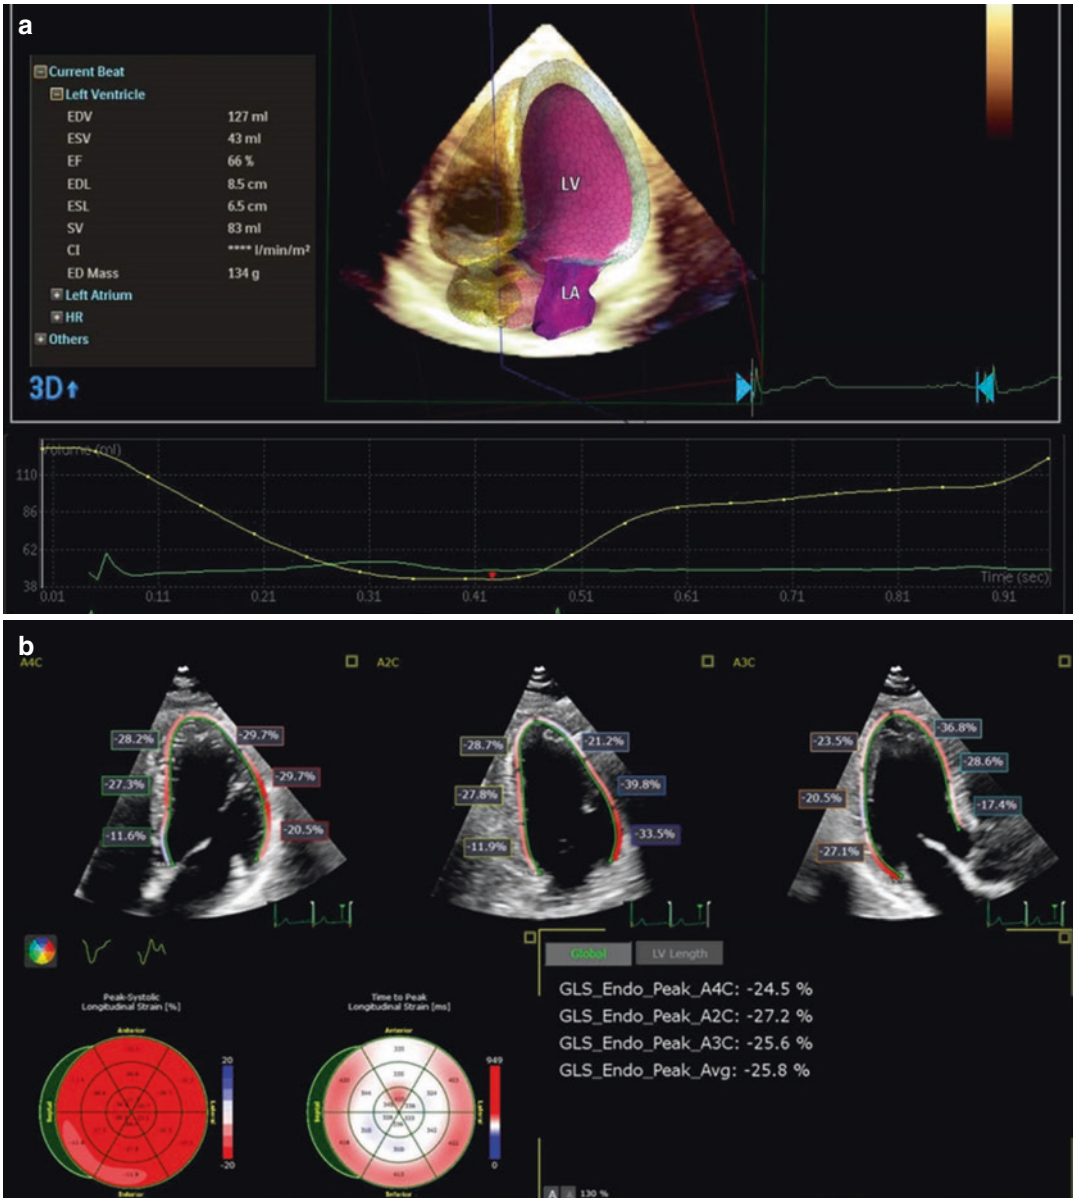 a
Current Beat
Left Ventricle
EDV 127 ml
ESV 43 ml
EF 66 %
EDL 8.5 cm
ESL 6.5 cm
SV 83 ml
CI **** l/min/m²
ED Mass 134 g
Left Atrium
HR
Others
3D
LV
LA
Volume (ml)
110
86
62
38
Time (sec)
0.01 0.11 0.21 0.31 0.41 0.51 0.61 0.71 0.81 0.91
b
A4C A2C A3C
-28.2% -29.7%
-27.3% -29.7%
-11.6% -20.5%
-28.7% -21.2%
-27.8% -39.8%
-11.9% -33.5%
-23.5% -36.8%
-20.5% -28.6%
-27.1% -17.4%
Peak-Systolic
Longitudinal Strain [%]
Anterior
Septal
Lateral
Inferior
20
-20
Time to Peak
Longitudinal Strain [ms]
Anterior
Septal
Lateral
Inferior
949
0
Global LV Length
GLS_Endo_Peak_A4C: -24.5 %
GLS_Endo_Peak_A2C: -27.2 %
GLS_Endo_Peak_A3C: -25.6 %
GLS_Endo_Peak_Avg: -25.8 %
A A 130 %